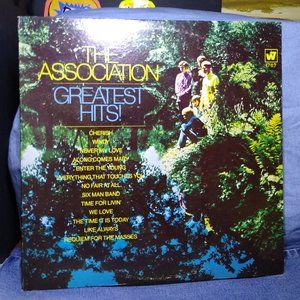 THE
ASSOCIATION
GREATEST
HITS!
W
1767
CHERISH
WINDY
NEVER MY LOVE
ALONG COMES MARY
ENTER THE YOUNG
EVERYTHING THAT TOUCHES YOU
NO FAIR AT ALL
SIX MAN BAND
TIME FOR LIVIN'
WE LOVE
THE TIME IT IS TODAY
LIKE ALWAYS
REQUIEM FOR THE MASSES